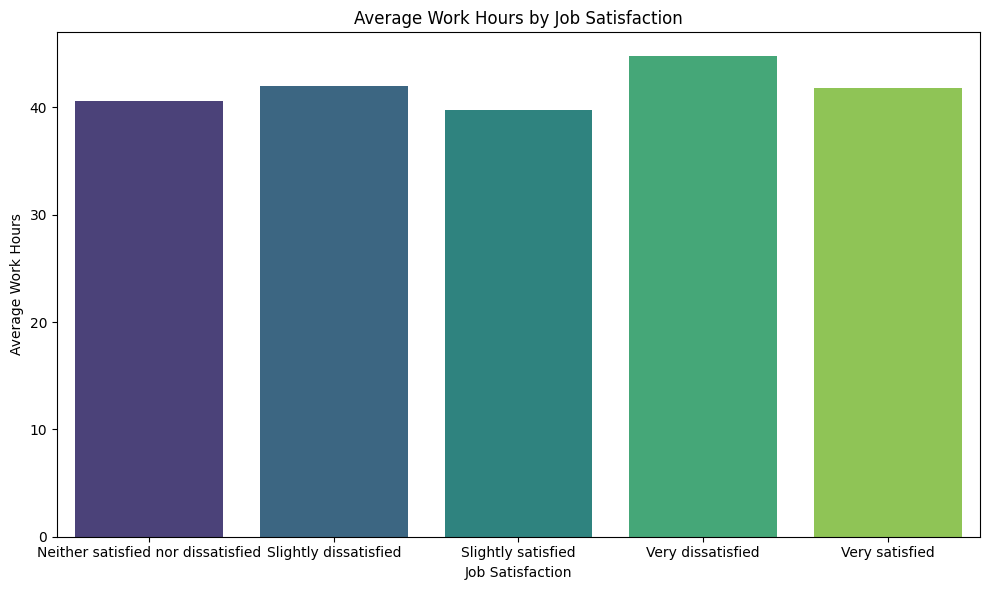 Average Work Hours by Job Satisfaction
Average Work Hours
40
30
20
10
0
Neither satisfied nor dissatisfied Slightly dissatisfied Slightly satisfied Very dissatisfied Very satisfied
Job Satisfaction